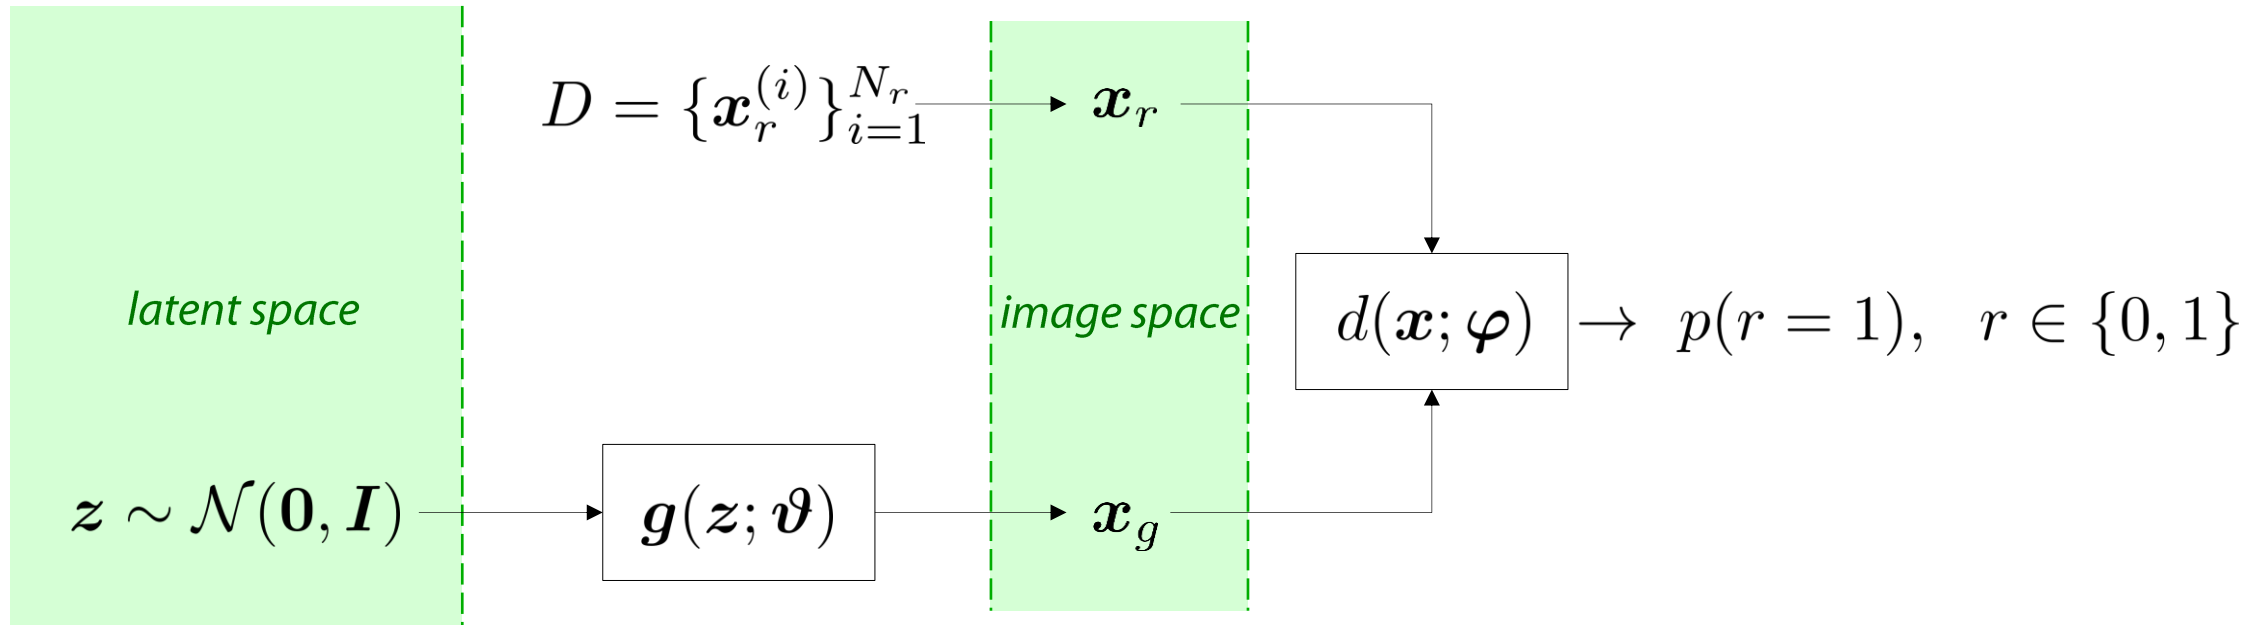 D = {x_r^{(i)}}_{i=1}^{N_r}
x_r
latent space
image space
d(x; φ)
→ p(r = 1), r ∈ {0, 1}
z ∼ 𝒩(0, I)
g(z; ϑ)
x_g